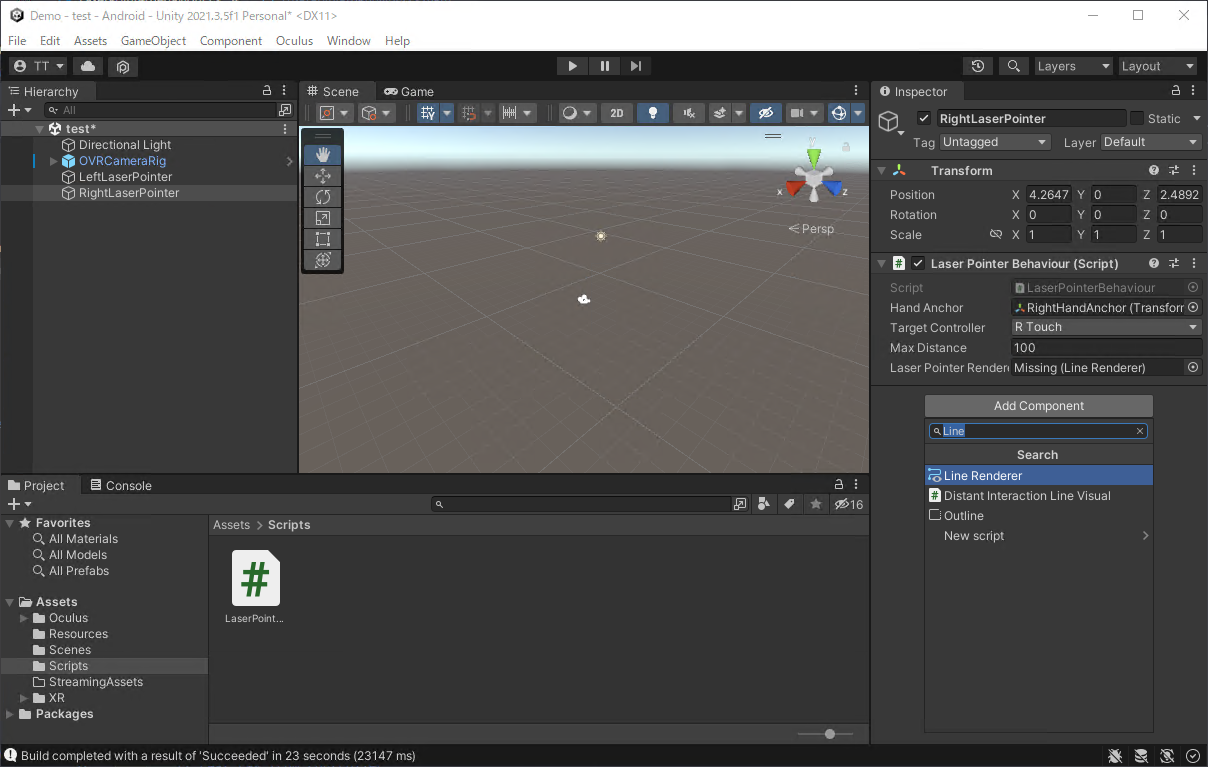 Demo - test - Android - Unity 2021.3.5f1 Personal* <DX11>
File Edit Assets GameObject Component Oculus Window Help
TT
Layers
Layout
Hierarchy
All
test*
Directional Light
OVRCameraRig
LeftLaserPointer
RightLaserPointer
Scene
Game
2D
y
x
z
Persp
Inspector
RightLaserPointer
Static
Tag Untagged
Layer Default
Transform
Position X 4.2647 Y 0 Z 2.4892
Rotation X 0 Y 0 Z 0
Scale X 1 Y 1 Z 1
# Laser Pointer Behaviour (Script)
Script LaserPointerBehaviour
Hand Anchor RightHandAnchor (Transform
Target Controller R Touch
Max Distance 100
Laser Pointer Rendere Missing (Line Renderer)
Add Component
Line
Search
Line Renderer
# Distant Interaction Line Visual
Outline
New script
Project
Console
16
Favorites
All Materials
All Models
All Prefabs
Assets
Oculus
Resources
Scenes
Scripts
StreamingAssets
XR
Packages
Assets > Scripts
#
LaserPoint...
Build completed with a result of 'Succeeded' in 23 seconds (23147 ms)